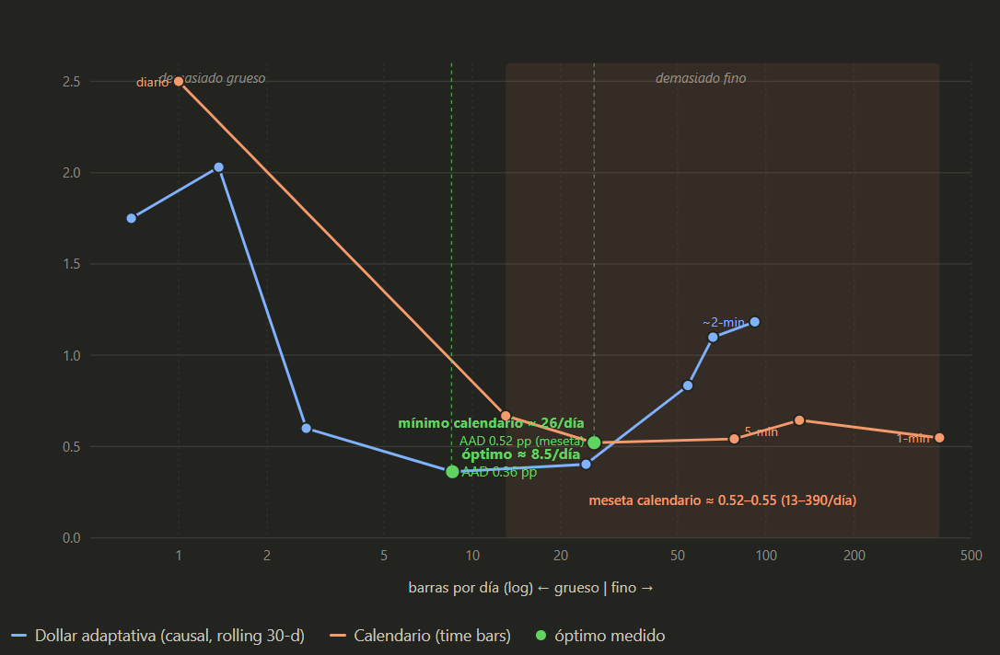 demasiado grueso
demasiado fino
diario
2.5
2.0
1.5
1.0
0.5
0.0
~2-min
mínimo calendario ≈ 26/día
AAD 0.52 pp (meseta)
óptimo ≈ 8.5/día
AAD 0.36 pp
5-min
1-min
meseta calendario ≈ 0.52–0.55 (13–390/día)
1 2 5 10 20 50 100 200 500
barras por día (log) ← grueso | fino →
Dollar adaptativa (causal, rolling 30-d) Calendario (time bars) óptimo medido